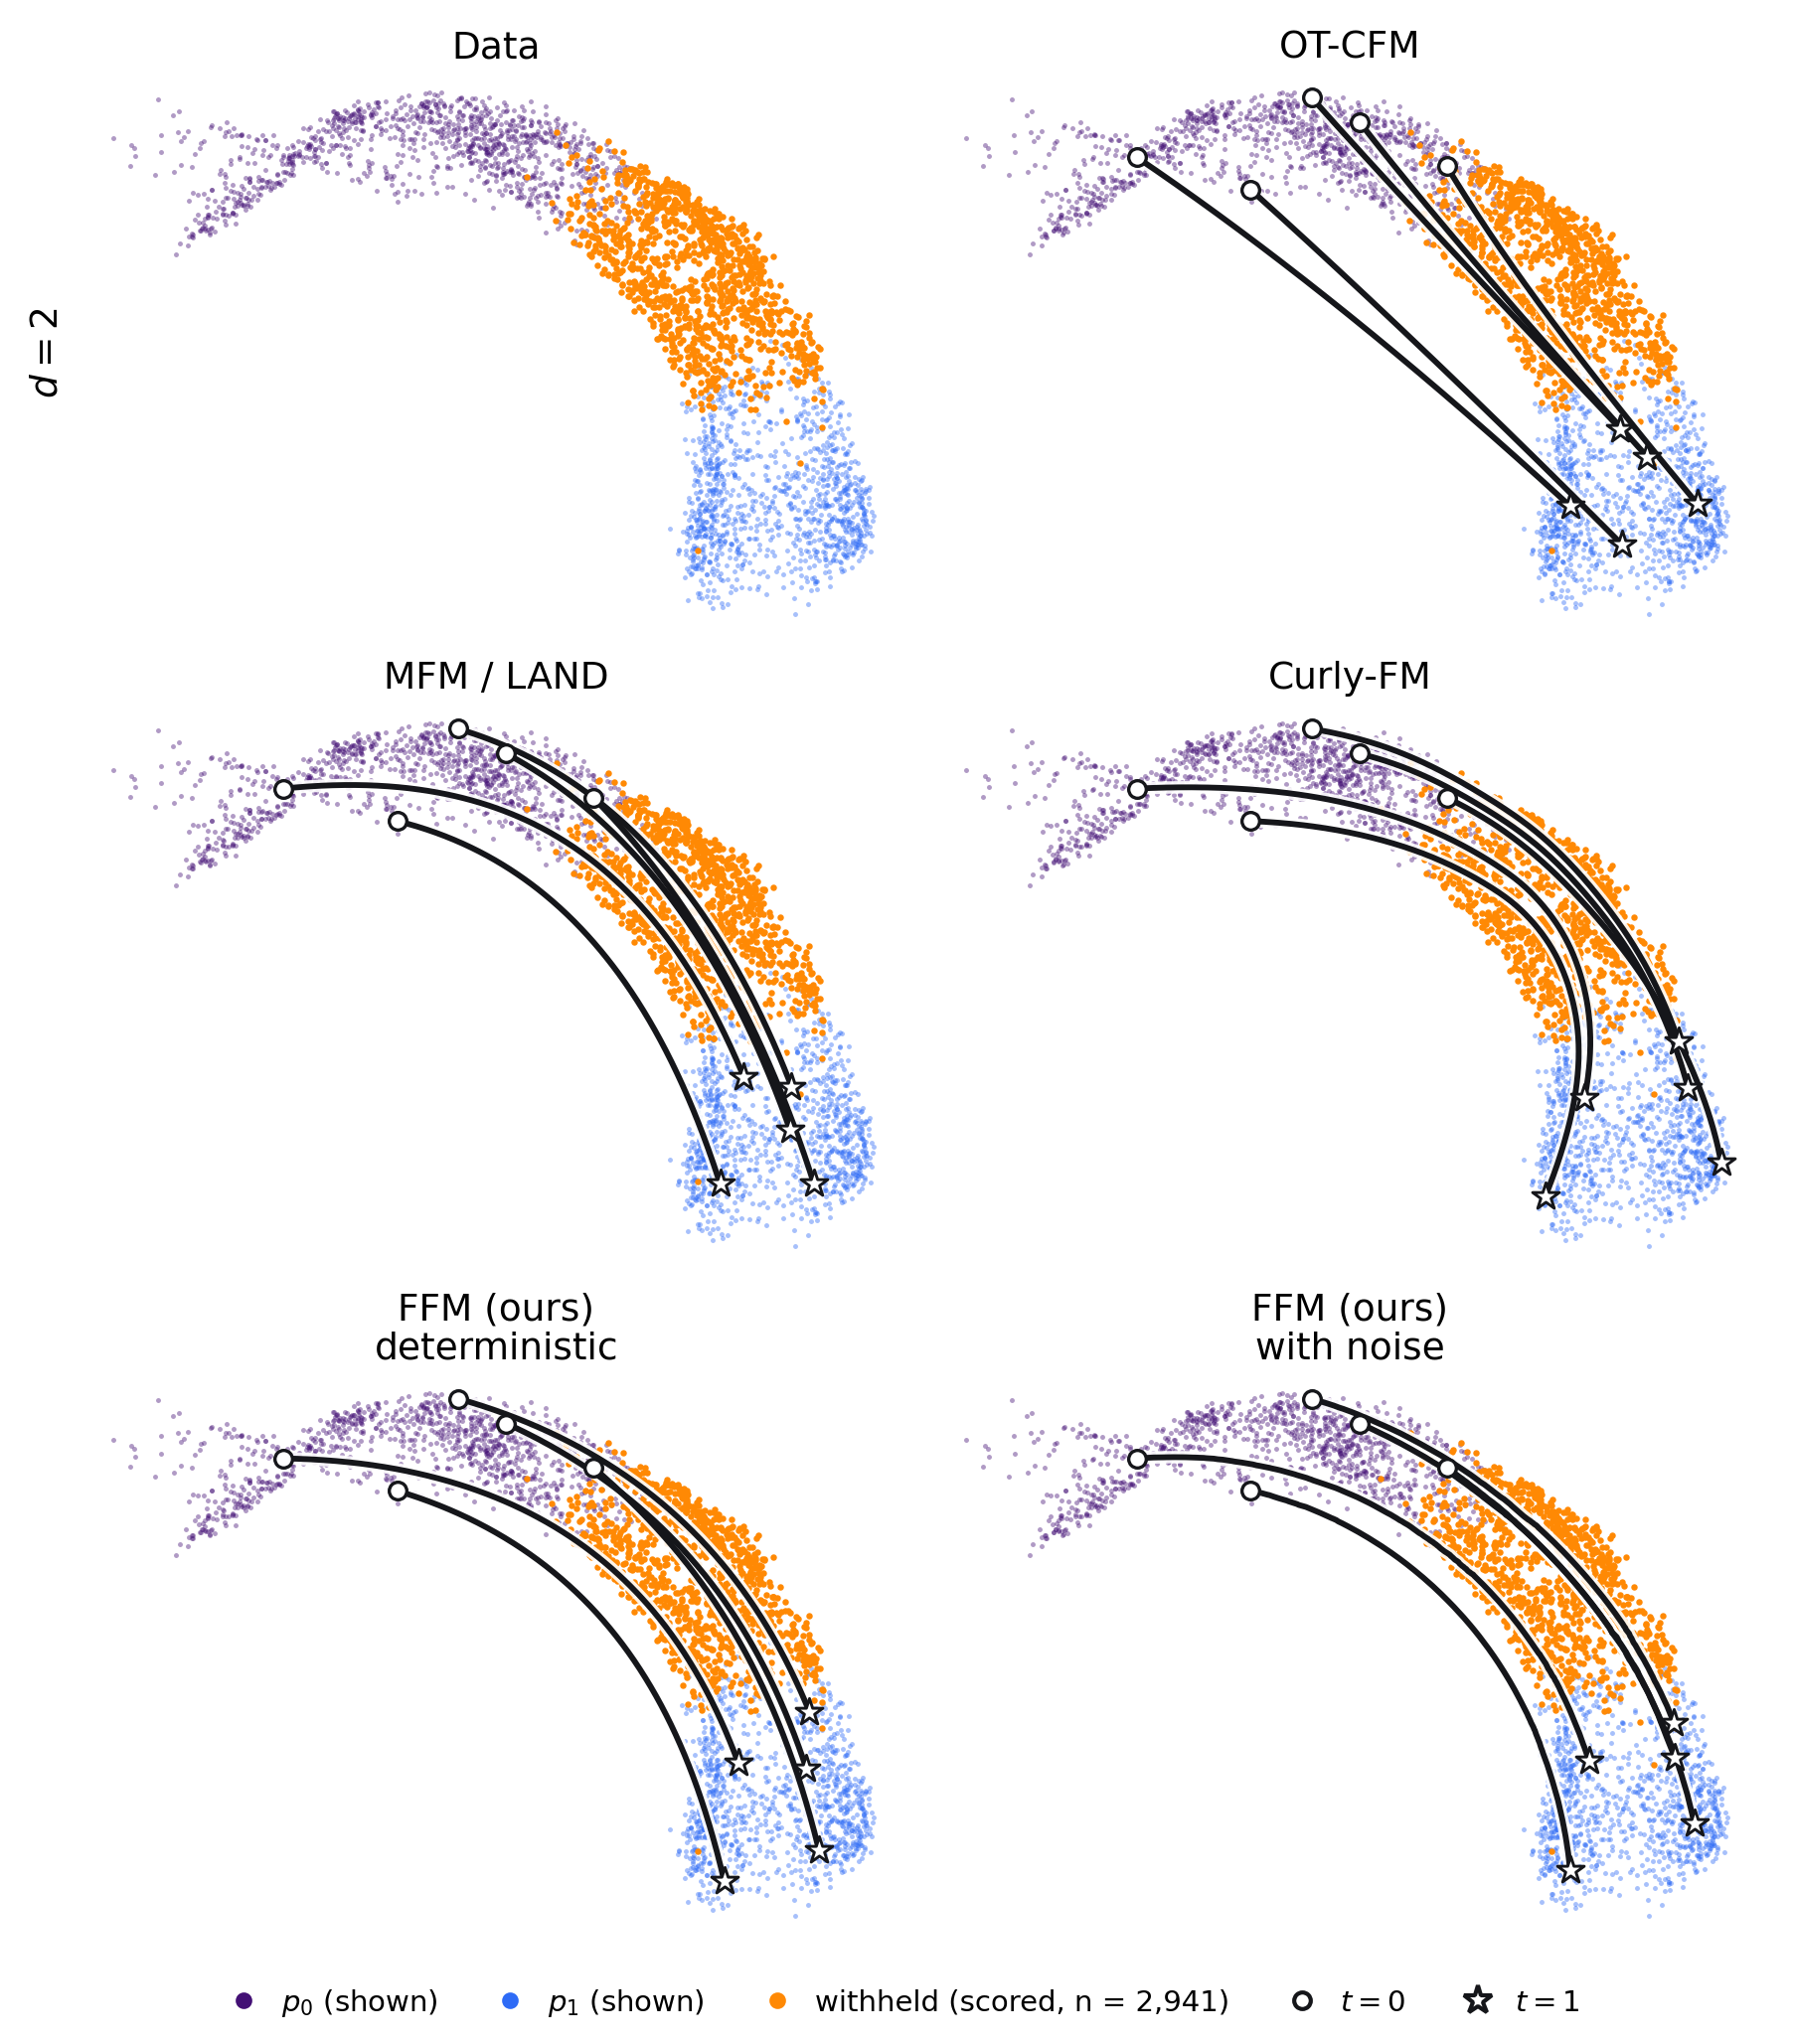 Data
OT-CFM
d = 2
MFM / LAND
Curly-FM
FFM (ours)
deterministic
FFM (ours)
with noise
p₀ (shown)
p₁ (shown)
withheld (scored, n = 2,941)
t = 0
t = 1